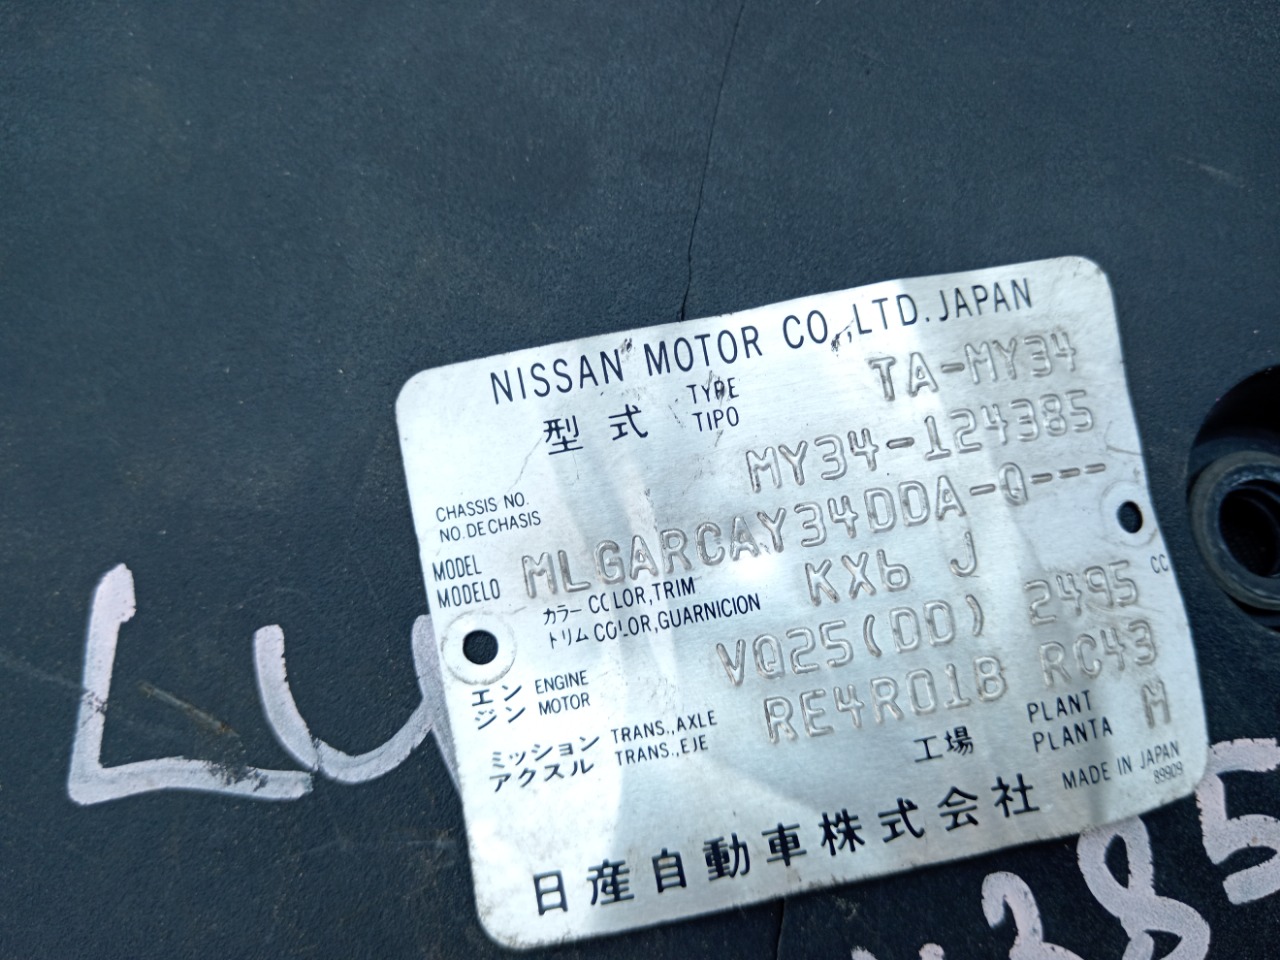 NISSAN MOTOR CO.,LTD. JAPAN
型式 TYPE TIPO TA-MY34
CHASSIS NO.
NO. DE CHASIS MY34-124385
MODEL
MODELO MLGARCAY34DDA-Q---
カラー COLOR, TRIM
トリム COLOR, GUARNICION KX6 J
エンジン ENGINE MOTOR VQ25(DD) 2495 CC
ミッション TRANS., AXLE
アクスル TRANS., EJE RE4R01B RC43
工場 PLANT PLANTA M
MADE IN JAPAN
89909
日産自動車株式会社
LU
385